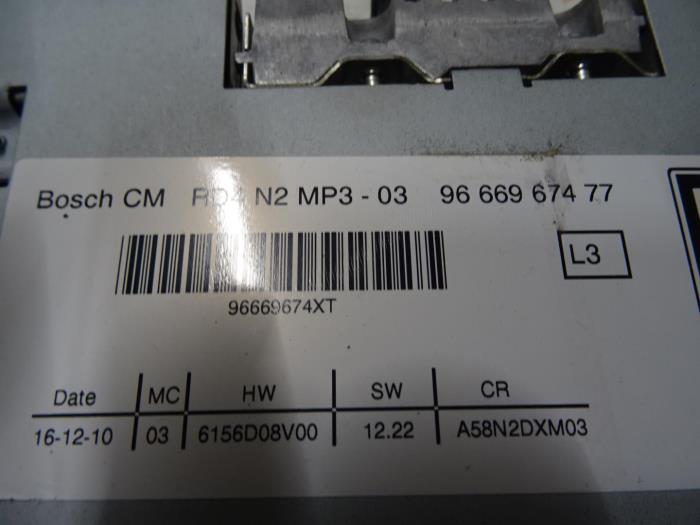 Bosch CM RD4 N2 MP3 - 03 96 669 674 77
L3
96669674XT
Date MC HW SW CR
16-12-10 03 6156D08V00 12.22 A58N2DXM03